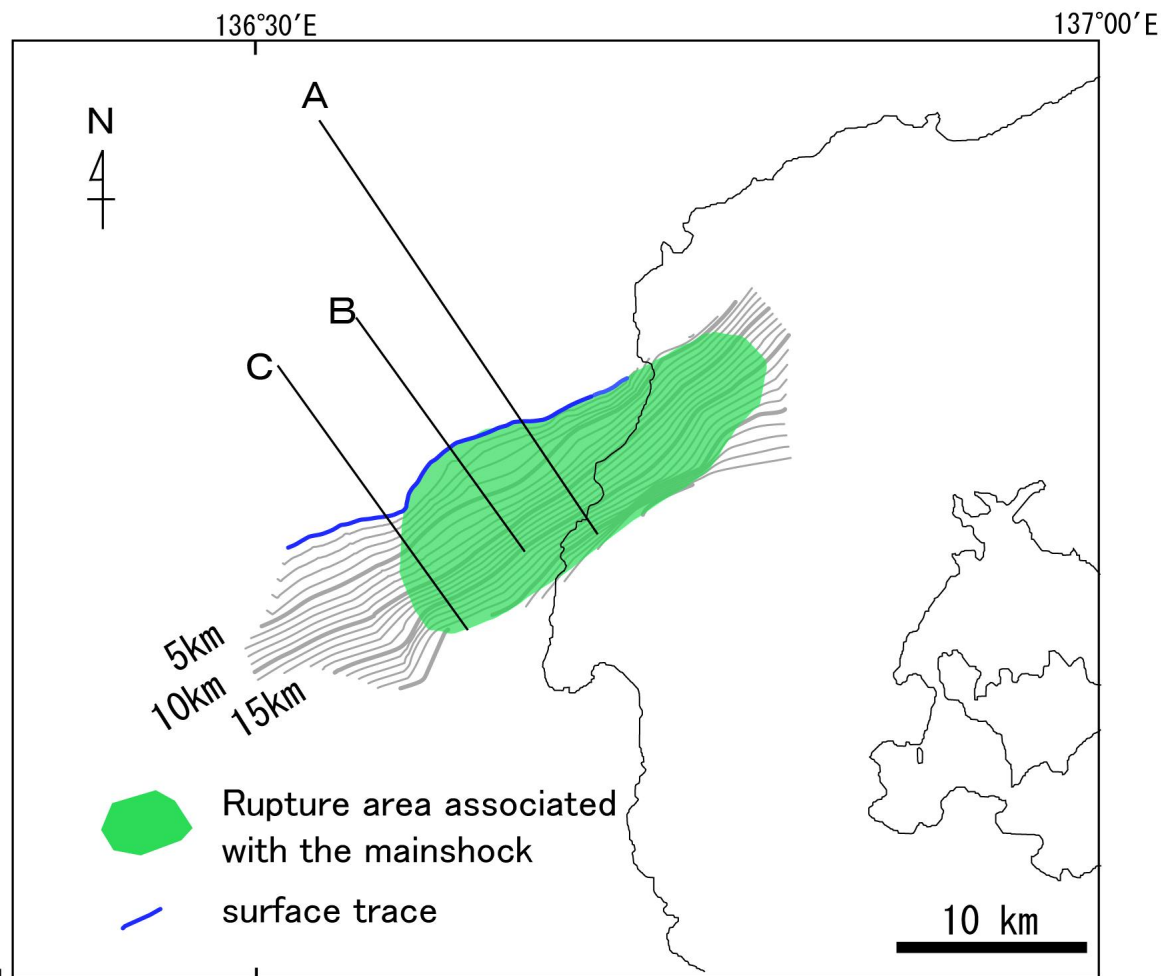 136°30′E
137°00′E
A
N
B
C
5km
10km
15km
Rupture area associated
with the mainshock
surface trace
10 km